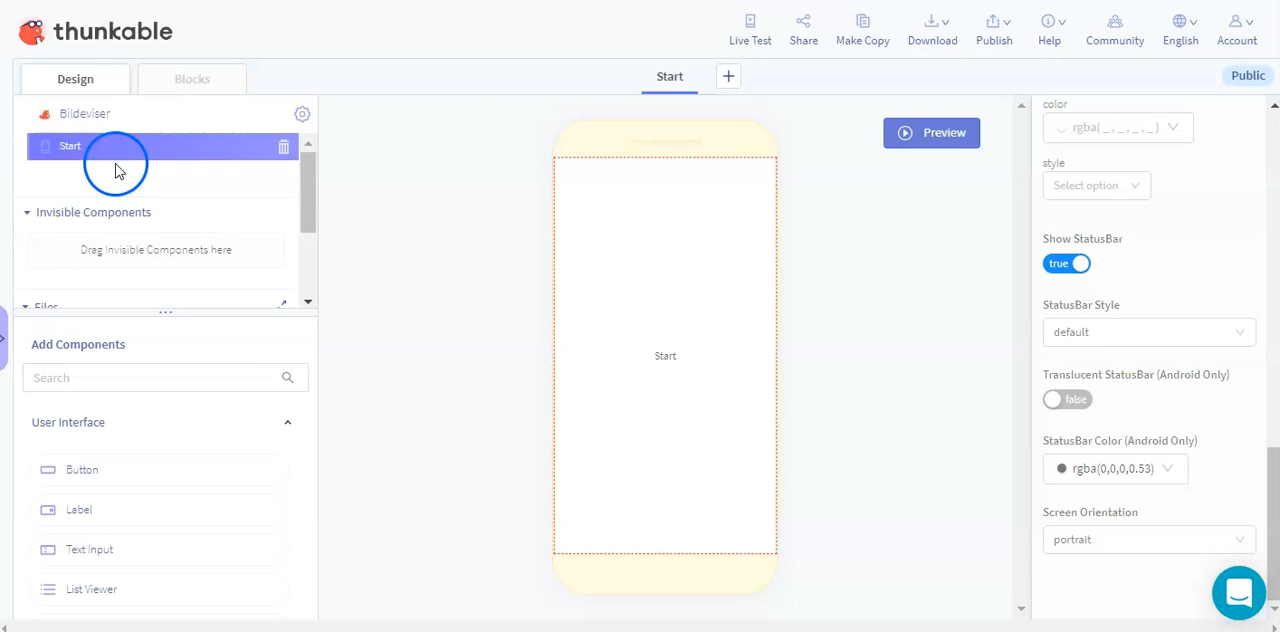 thunkable
Live Test
Share
Make Copy
Download
Publish
Help
Community
English
Account
Design
Blocks
Start
Public
Bildeviser
Start
Invisible Components
Drag Invisible Components here
Files
Add Components
Search
User Interface
Button
Label
Text Input
List Viewer
Preview
Start
color
rgba(_,_,_,_)
style
Select option
Show StatusBar
true
StatusBar Style
default
Translucent StatusBar (Android Only)
false
StatusBar Color (Android Only)
rgba(0,0,0,0.53)
Screen Orientation
portrait